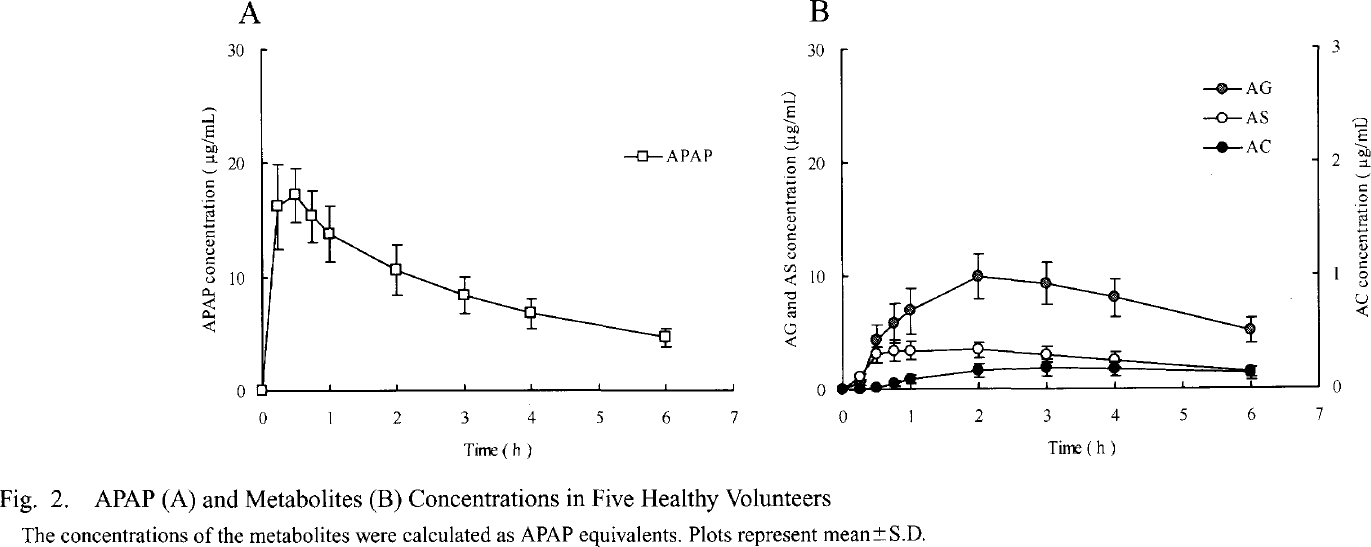 A
B
30
20
10
0
APAP concentration ( μg/mL)
APAP
0 1 2 3 4 5 6 7
Time ( h )
30
20
10
0
AG and AS concentration (μg/mL)
AG
AS
AC
3
2
1
0
AC concentration ( μg/mL)
0 1 2 3 4 5 6 7
Time ( h )
Fig. 2. APAP (A) and Metabolites (B) Concentrations in Five Healthy Volunteers
The concentrations of the metabolites were calculated as APAP equivalents. Plots represent mean±S.D.